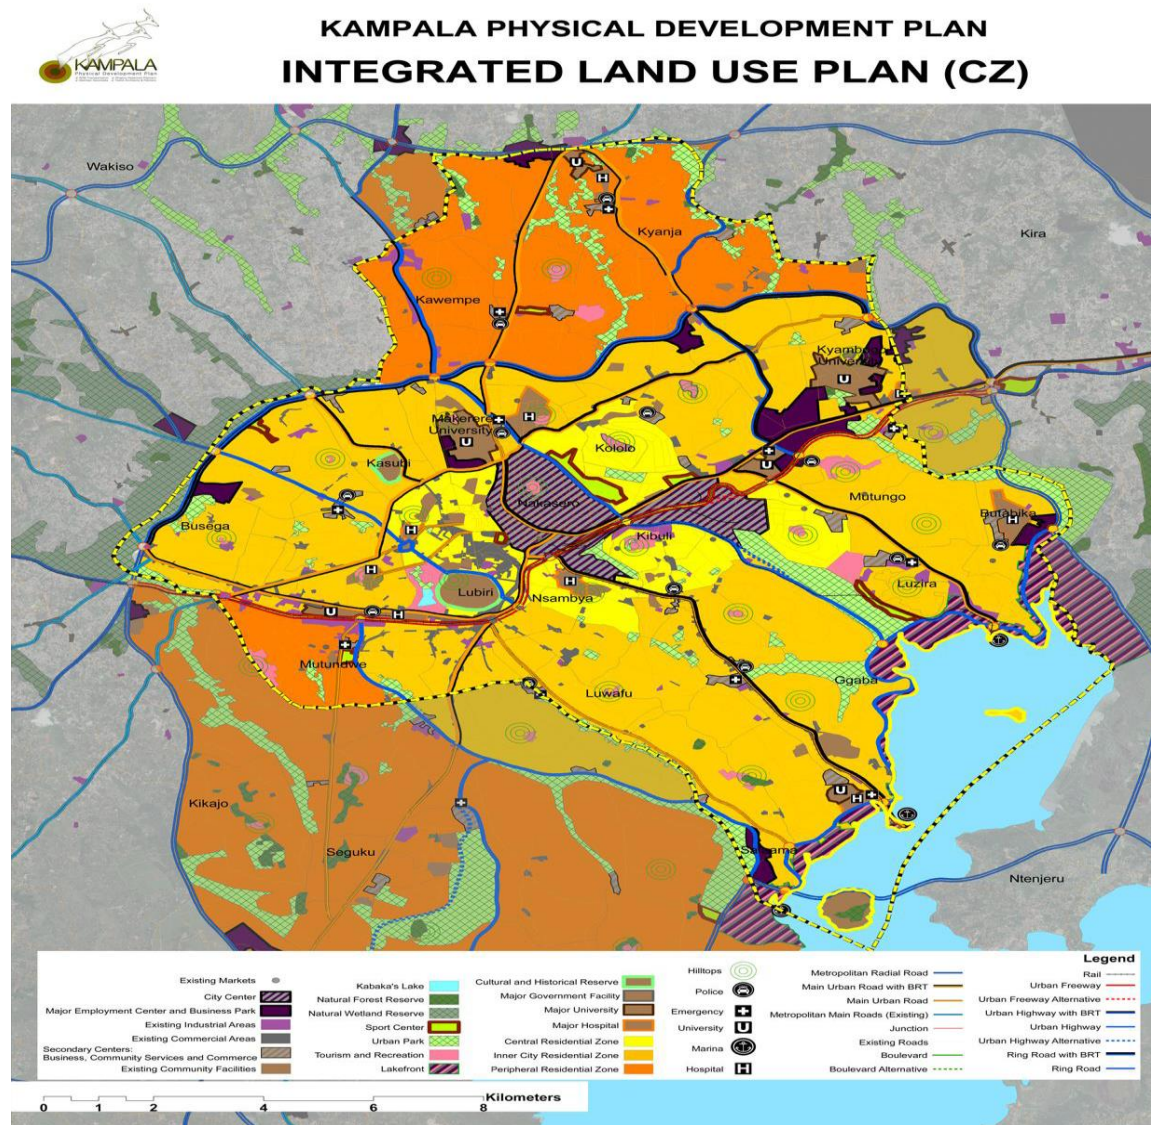 KAMPALA PHYSICAL DEVELOPMENT PLAN
INTEGRATED LAND USE PLAN (CZ)
KAMPALA
Physical Development Plan
Wakiso
Kira
Kyanja
Kawempe
Kyambogo
University
Makerere
University
Kololo
Kasubi
Nakasero
Mutungo
Butabika
Busega
Kibuli
Luzira
Lubiri
Nsambya
Mutundwe
Ggaba
Luwafu
Kikajo
Seguku
Salaama
Ntenjeru
Legend
Existing Markets
City Center
Major Employment Center and Business Park
Existing Industrial Areas
Existing Commercial Areas
Secondary Centers:
Business, Community Services and Commerce
Existing Community Facilities
Kabaka's Lake
Natural Forest Reserve
Natural Wetland Reserve
Sport Center
Urban Park
Tourism and Recreation
Lakefront
Cultural and Historical Reserve
Major Government Facility
Major University
Major Hospital
Central Residential Zone
Inner City Residential Zone
Peripheral Residential Zone
Hilltops
Police
Emergency
University
Marina
Hospital
Metropolitan Radial Road
Main Urban Road with BRT
Main Urban Road
Metropolitan Main Roads (Existing)
Junction
Existing Roads
Boulevard
Boulevard Alternative
Rail
Urban Freeway
Urban Freeway Alternative
Urban Highway with BRT
Urban Highway
Urban Highway Alternative
Ring Road with BRT
Ring Road
Kilometers
0 1 2 4 6 8